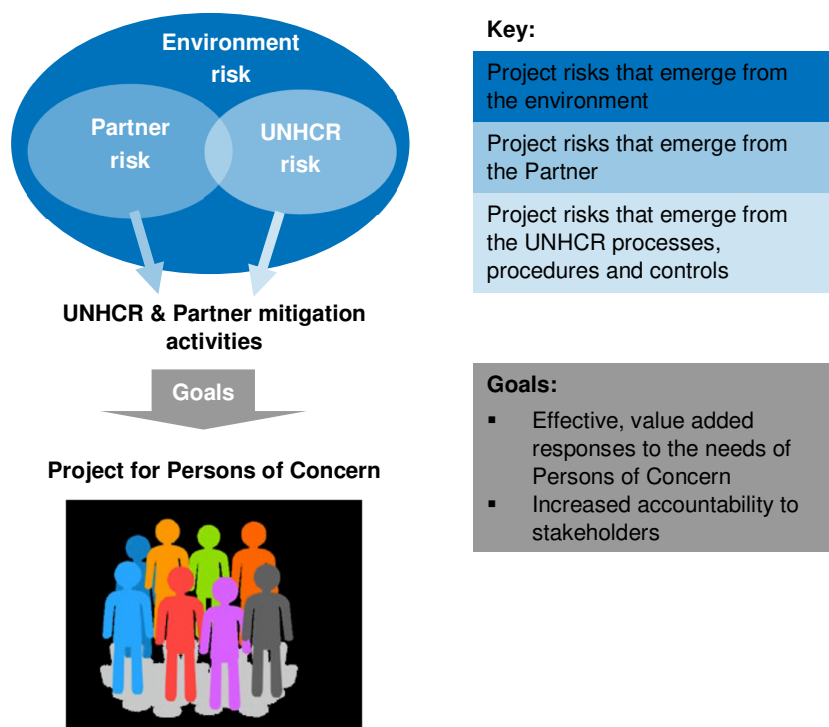 Environment
risk
Partner
risk
UNHCR
risk
UNHCR & Partner mitigation
activities
Goals
Project for Persons of Concern
Key:
Project risks that emerge from
the environment
Project risks that emerge from
the Partner
Project risks that emerge from
the UNHCR processes,
procedures and controls
Goals:
▪ Effective, value added
responses to the needs of
Persons of Concern
▪ Increased accountability to
stakeholders